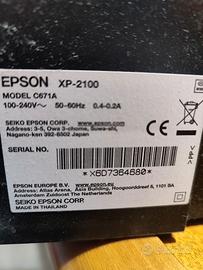 EPSON XP-2100
MODEL C671A
100-240V~ 50-60Hz 0.4-0.2A
SEIKO EPSON CORP.
Address: 3-5, Owa 3-chome, Suwa-shi,
Nagano-ken 392-8502 Japan
SERIAL NO.
* X6D7364680 *
PP
EPSON EUROPE B.V.
Address: Atlas Arena, Asia Building, Hoogoorddreef 5, 1101 BA
Amsterdam Zuidoost The Netherlands
SEIKO EPSON CORP.
MADE IN THAILAND